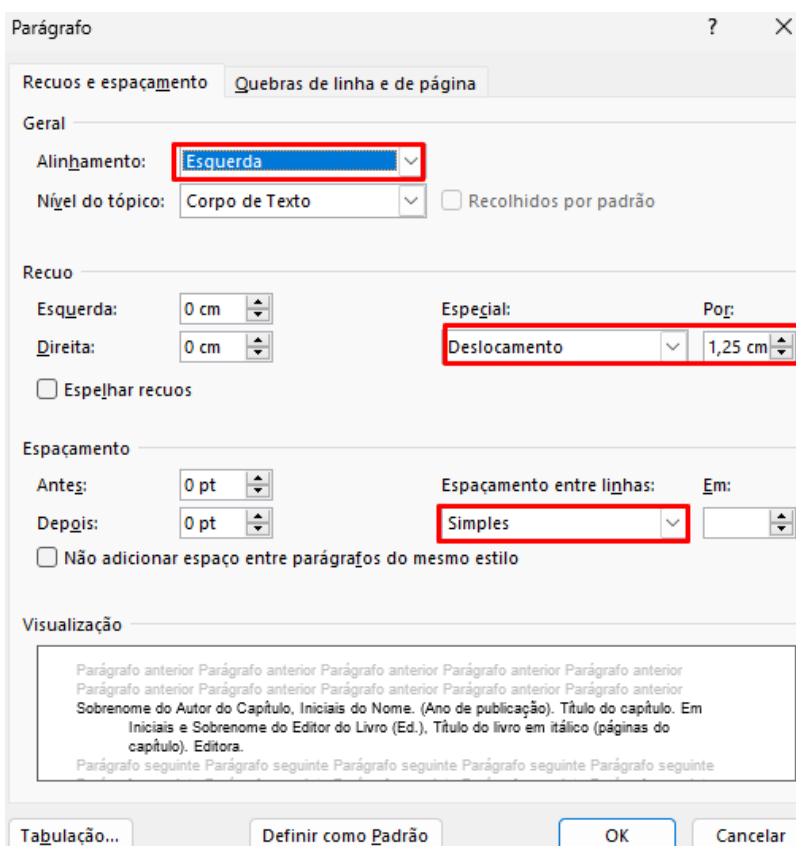 Parágrafo ? ×
Recuos e espaçamento Quebras de linha e de página
Geral
Alinhamento: Esquerda
Nível do tópico: Corpo de Texto Recolhidos por padrão
Recuo
Esquerda: 0 cm Especial: Por:
Direita: 0 cm Deslocamento 1,25 cm
Espelhar recuos
Espaçamento
Antes: 0 pt Espaçamento entre linhas: Em:
Depois: 0 pt Simples
Não adicionar espaço entre parágrafos do mesmo estilo
Visualização
Parágrafo anterior Parágrafo anterior Parágrafo anterior Parágrafo anterior Parágrafo anterior
Parágrafo anterior Parágrafo anterior Parágrafo anterior Parágrafo anterior Parágrafo anterior
Sobrenome do Autor do Capítulo, Iniciais do Nome. (Ano de publicação). Título do capítulo. Em
Iniciais e Sobrenome do Editor do Livro (Ed.), Título do livro em itálico (páginas do
capítulo). Editora.
Parágrafo seguinte Parágrafo seguinte Parágrafo seguinte Parágrafo seguinte Parágrafo seguinte
Tabulação... Definir como Padrão OK Cancelar